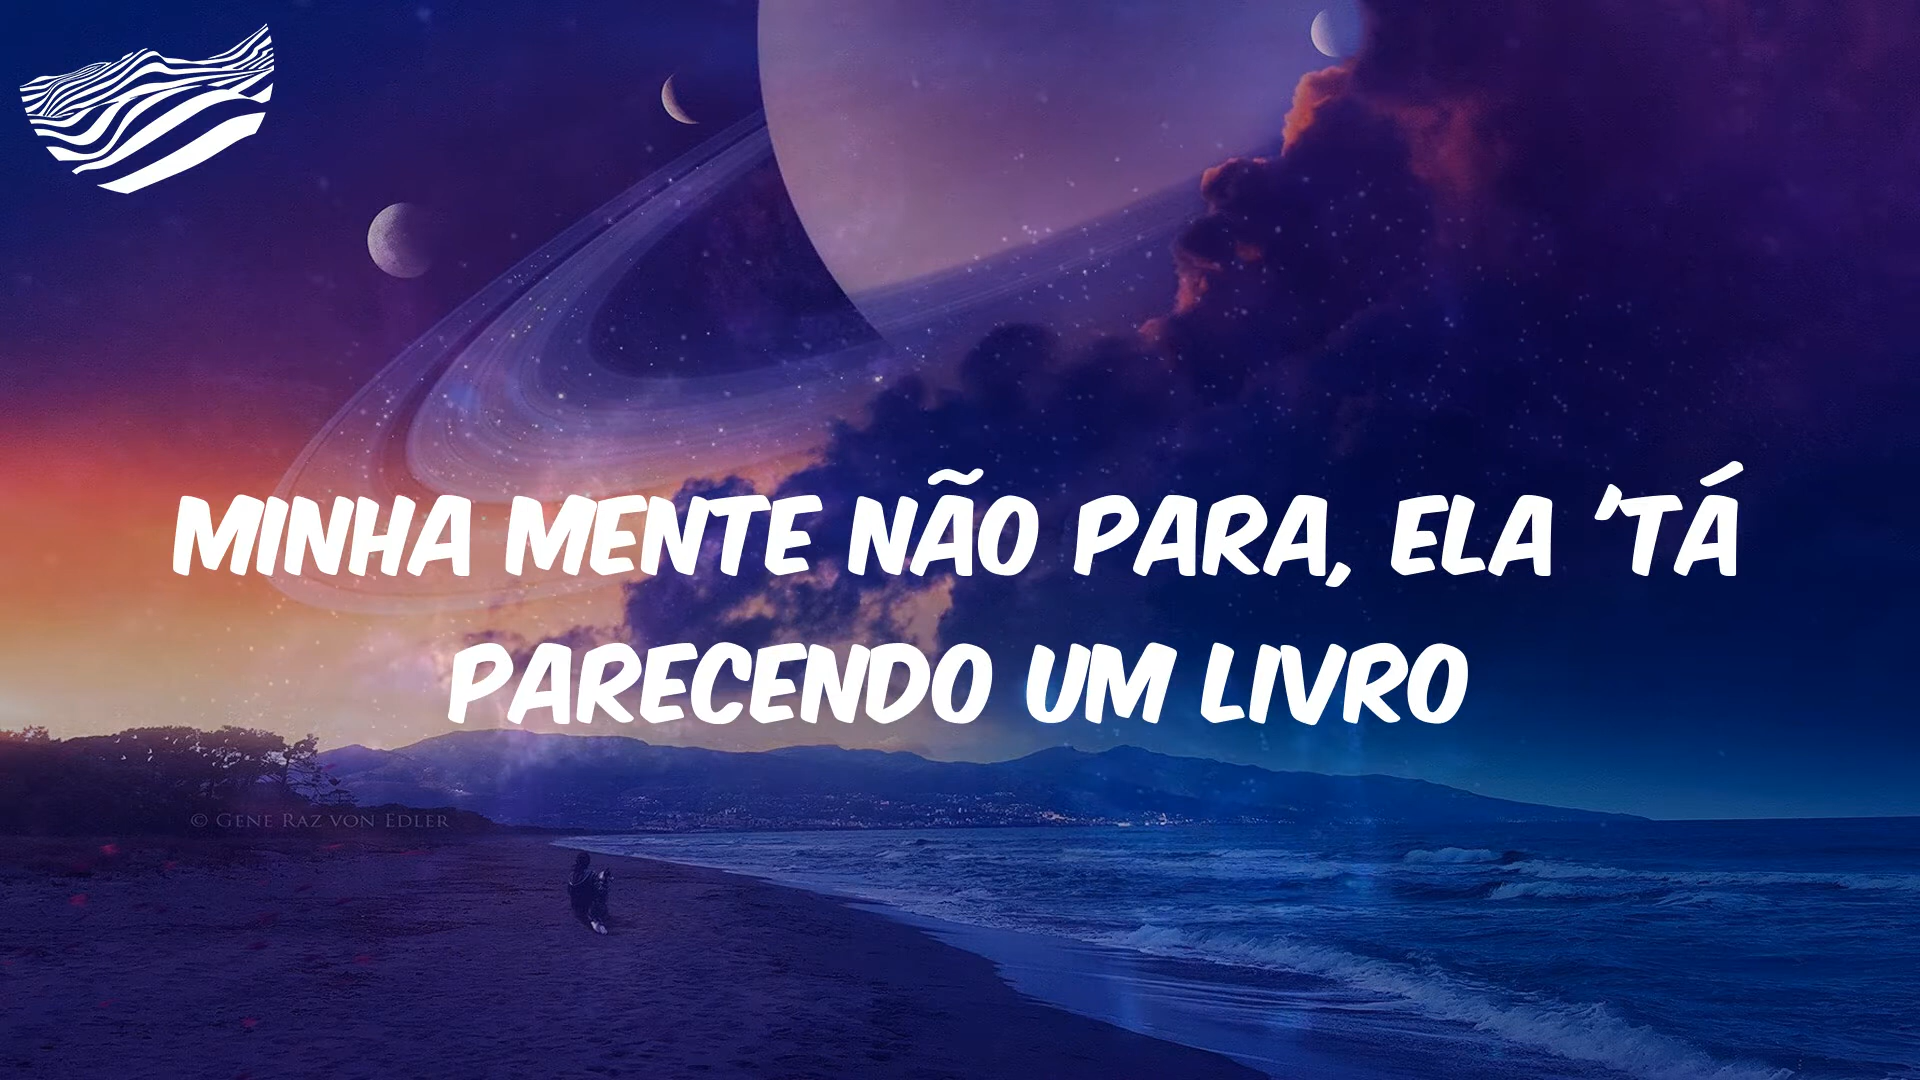 MINHA MENTE NÃO PARA, ELA 'TÁ
PARECENDO UM LIVRO
© GENE RAZ VON EDLER